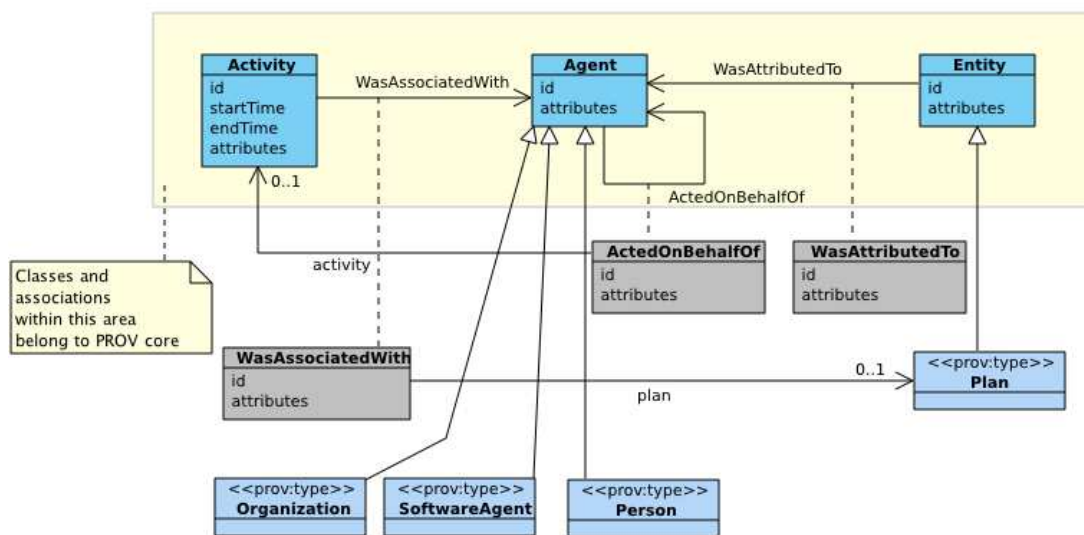 Activity
id
startTime
endTime
attributes
WasAssociatedWith
Agent
id
attributes
WasAttributedTo
Entity
id
attributes
0..1
ActedOnBehalfOf
activity
ActedOnBehalfOf
id
attributes
WasAttributedTo
id
attributes
Classes and
associations
within this area
belong to PROV core
WasAssociatedWith
id
attributes
plan
0..1
<<prov:type>>
Plan
<<prov:type>>
Organization
<<prov:type>>
SoftwareAgent
<<prov:type>>
Person